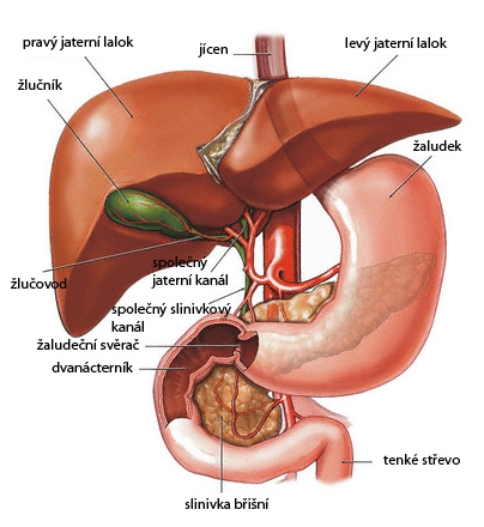 pravý jaterní lalok
jícen
levý jaterní lalok
žlučník
žaludek
společný
jaterní kanál
žlučovod
společný slinivkový
kanál
žaludeční svěrač
dvanácterník
tenké střevo
slinivka břišní